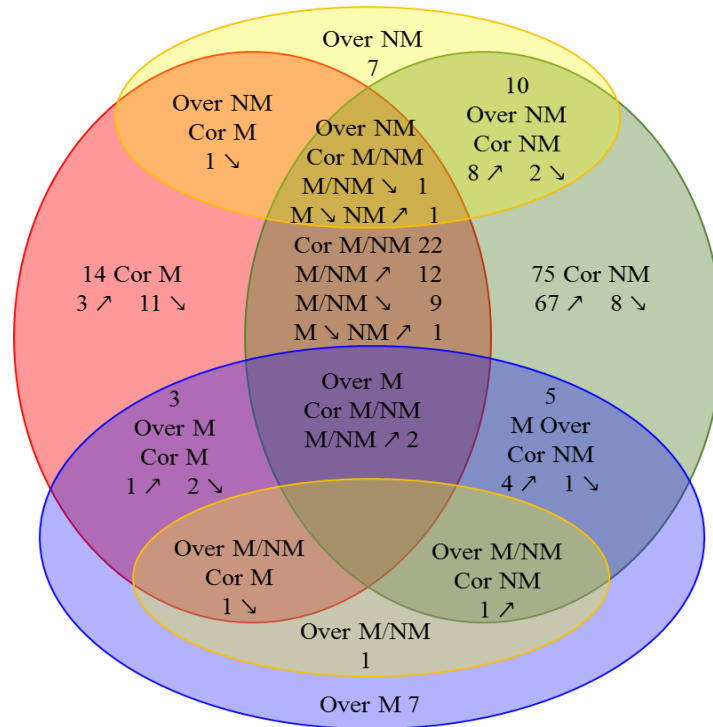 Over NM
7
Over NM
Cor M
1 ↘
10
Over NM
Cor NM
8 ↗ 2 ↘
Over NM
Cor M/NM
M/NM ↘ 1
M ↘ NM ↗ 1
Cor M/NM 22
M/NM ↗ 12
M/NM ↘ 9
M ↘ NM ↗ 1
14 Cor M
3 ↗ 11 ↘
75 Cor NM
67 ↗ 8 ↘
3
Over M
Cor M
1 ↗ 2 ↘
Over M
Cor M/NM
M/NM ↗ 2
5
M Over
Cor NM
4 ↗ 1 ↘
Over M/NM
Cor M
1 ↘
Over M/NM
Cor NM
1 ↗
Over M/NM
1
Over M 7